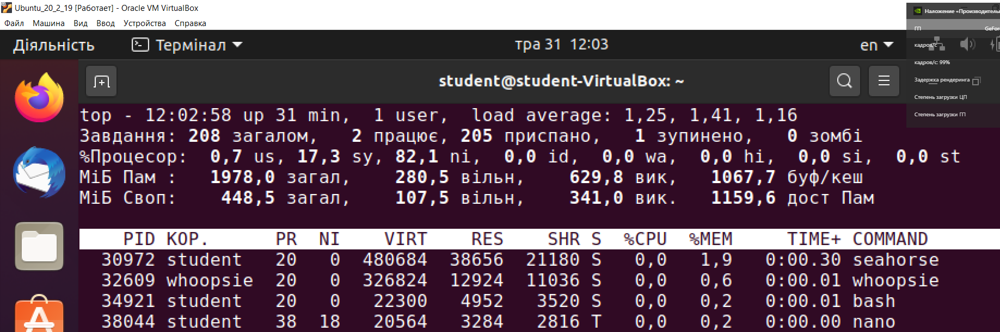 Ubuntu_20_2_19 [Работает] - Oracle VM VirtualBox
Файл Машина Вид Ввод Устройства Справка
Наложение «Производитель
ГП GeFor
кадров/с
кадров/с 99%
Задержка рендеринга
Степень загрузки ЦП
Степень загрузки ГП
Діяльність Термінал тра 31 12:03 en
student@student-VirtualBox: ~
top - 12:02:58 up 31 min, 1 user, load average: 1,25, 1,41, 1,16
Завдання: 208 загалом, 2 працює, 205 приспано, 1 зупинено, 0 зомбі
%Процесор: 0,7 us, 17,3 sy, 82,1 ni, 0,0 id, 0,0 wa, 0,0 hi, 0,0 si, 0,0 st
МіБ Пам : 1978,0 загал, 280,5 вільн, 629,8 вик, 1067,7 буф/кеш
МіБ Своп: 448,5 загал, 107,5 вільн, 341,0 вик. 1159,6 дост Пам
PID КОР. PR NI VIRT RES SHR S %CPU %MEM TIME+ COMMAND
30972 student 20 0 480684 38656 21180 S 0,0 1,9 0:00.30 seahorse
32609 whoopsie 20 0 326824 12924 11036 S 0,0 0,6 0:00.01 whoopsie
34921 student 20 0 22300 4952 3520 S 0,0 0,2 0:00.01 bash
38044 student 38 18 20564 3284 2816 T 0,0 0,2 0:00.00 nano